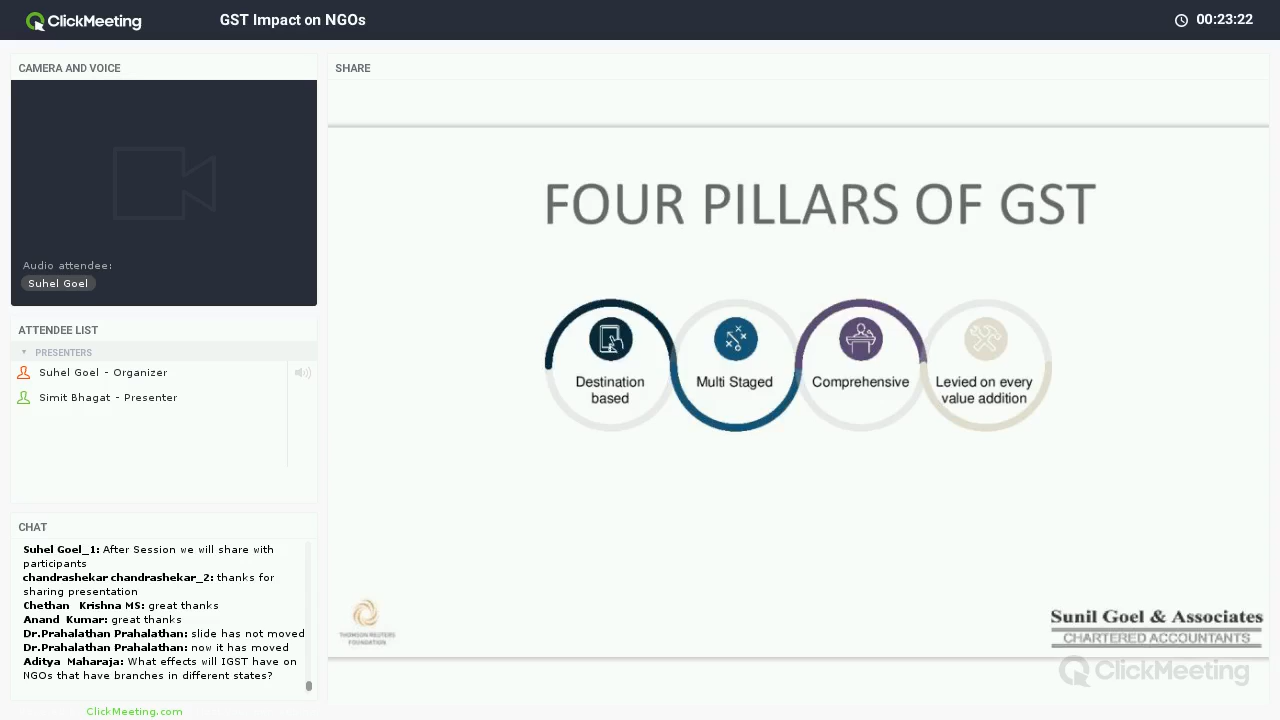 ClickMeeting
GST Impact on NGOs
00:23:22
CAMERA AND VOICE
Audio attendee:
Suhel Goel
ATTENDEE LIST
PRESENTERS
Suhel Goel - Organizer
Simit Bhagat - Presenter
CHAT
Suhel Goel_1: After Session we will share with
participants
chandrashekar chandrashekar_2: thanks for
sharing presentation
Chethan Krishna MS: great thanks
Anand Kumar: great thanks
Dr.Prahalathan Prahalathan: slide has not moved
Dr.Prahalathan Prahalathan: now it has moved
Aditya Maharaja: What effects will IGST have on
NGOs that have branches in different states?
ClickMeeting.com
SHARE
FOUR PILLARS OF GST
Destination
based
Multi Staged
Comprehensive
Levied on every
value addition
THOMSON REUTERS
FOUNDATION
Sunil Goel & Associates
CHARTERED ACCOUNTANTS
ClickMeeting